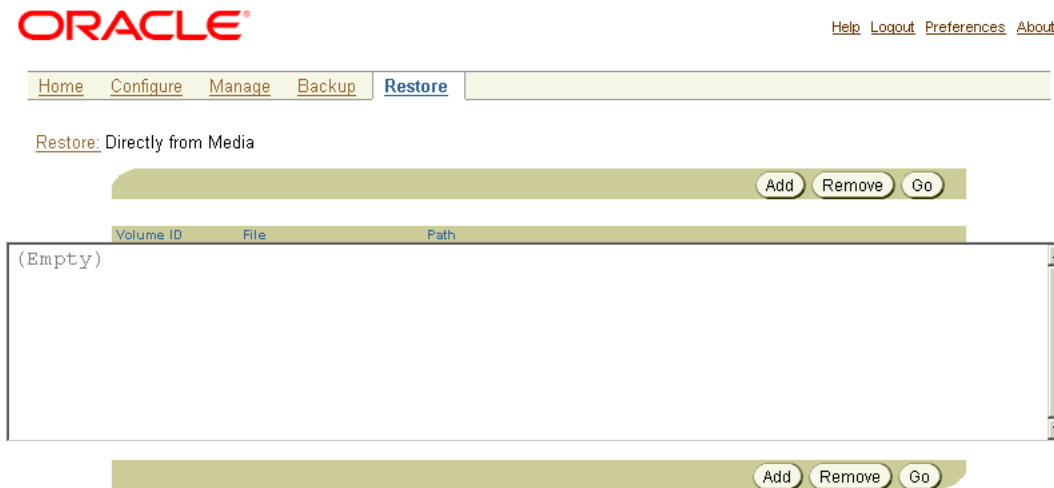 ORACLE
Help Logout Preferences About
Home Configure Manage Backup Restore
Restore: Directly from Media
Add Remove Go
Volume ID File Path
(Empty)
Add Remove Go